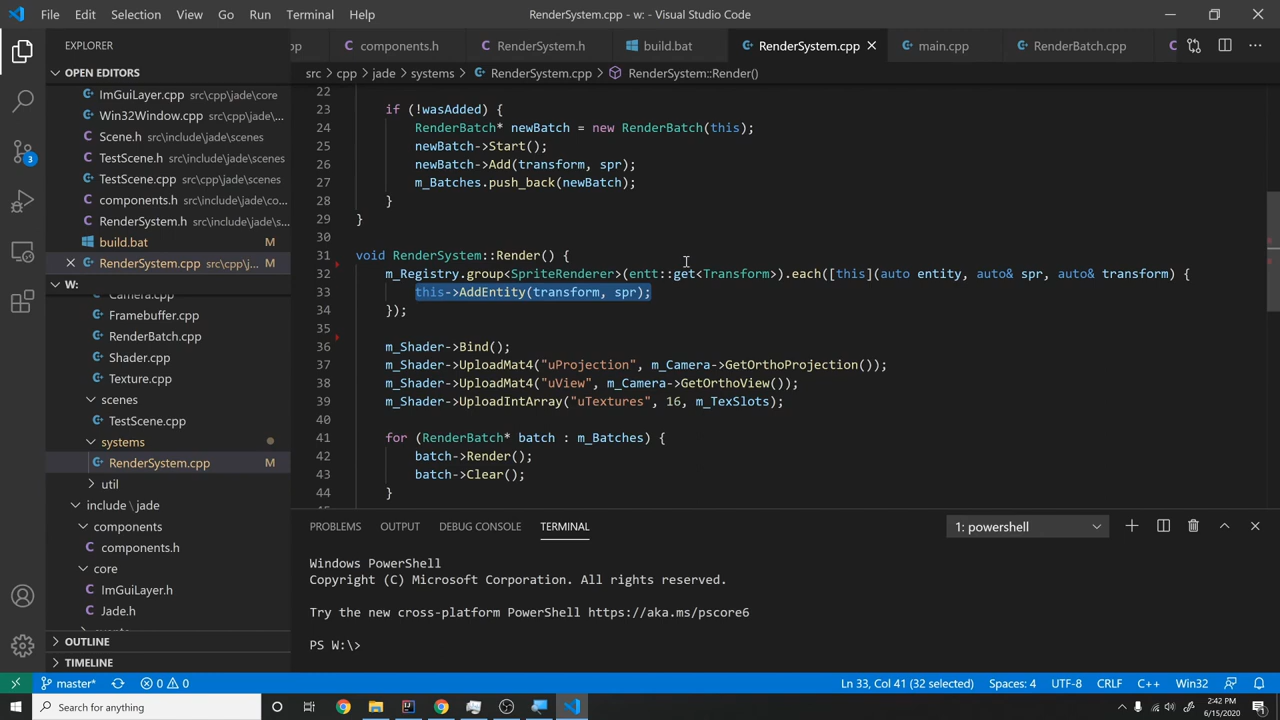 File Edit Selection View Go Run Terminal Help
RenderSystem.cpp - w: - Visual Studio Code
EXPLORER
pp components.h RenderSystem.h build.bat RenderSystem.cpp main.cpp RenderBatch.cpp
OPEN EDITORS
src > cpp > jade > systems > RenderSystem.cpp > RenderSystem::Render()
ImGuiLayer.cpp src\cpp\jade\core
Win32Window.cpp src\cpp\jade...
Scene.h src\include\jade\scenes
TestScene.h src\include\jade\...
TestScene.cpp src\cpp\jade\scenes
components.h src\include\jade\co...
RenderSystem.h src\include\jade\s...
build.bat M
RenderSystem.cpp src\cpp\j... M
W:
Camera.cpp
Framebuffer.cpp
RenderBatch.cpp
Shader.cpp
Texture.cpp
scenes
TestScene.cpp
systems
RenderSystem.cpp M
util
include \ jade
components
components.h
core
ImGuiLayer.h
Jade.h
OUTLINE
TIMELINE
22
23 if (!wasAdded) {
24 RenderBatch* newBatch = new RenderBatch(this);
25 newBatch->Start();
26 newBatch->Add(transform, spr);
27 m_Batches.push_back(newBatch);
28 }
29 }
30
31 void RenderSystem::Render() {
32 m_Registry.group<SpriteRenderer>(entt::get<Transform>).each([this](auto entity, auto& spr, auto& transform) {
33 this->AddEntity(transform, spr);
34 });
35
36 m_Shader->Bind();
37 m_Shader->UploadMat4("uProjection", m_Camera->GetOrthoProjection());
38 m_Shader->UploadMat4("uView", m_Camera->GetOrthoView());
39 m_Shader->UploadIntArray("uTextures", 16, m_TexSlots);
40
41 for (RenderBatch* batch : m_Batches) {
42 batch->Render();
43 batch->Clear();
44 }
PROBLEMS OUTPUT DEBUG CONSOLE TERMINAL 1: powershell
Windows PowerShell
Copyright (C) Microsoft Corporation. All rights reserved.
Try the new cross-platform PowerShell https://aka.ms/pscore6
PS W:\>
3
master* 0 0 Ln 33, Col 41 (32 selected) Spaces: 4 UTF-8 CRLF C++ Win32
Search for anything
2:42 PM
6/15/2020